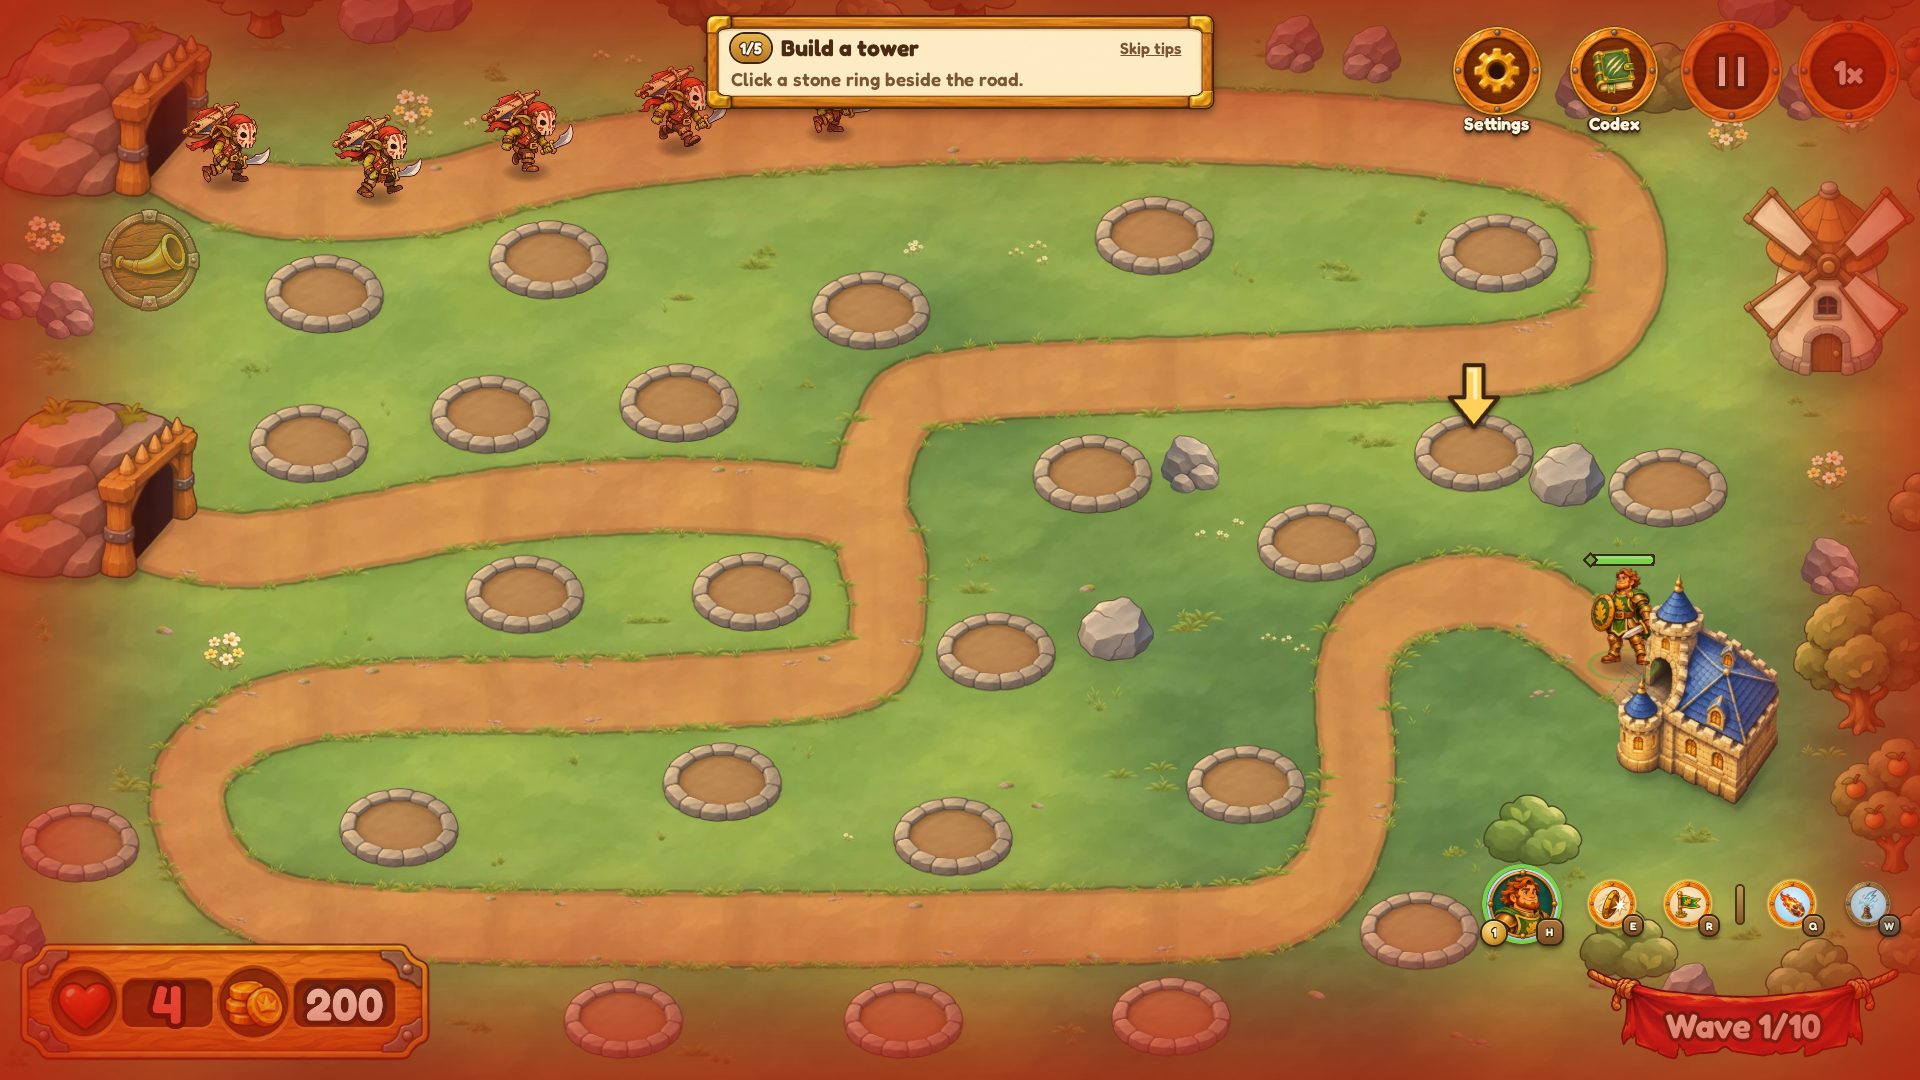 1/5 Build a tower Skip tips
Click a stone ring beside the road.
1x
Settings Codex
1 H E R Q W
4 200
Wave 1/10